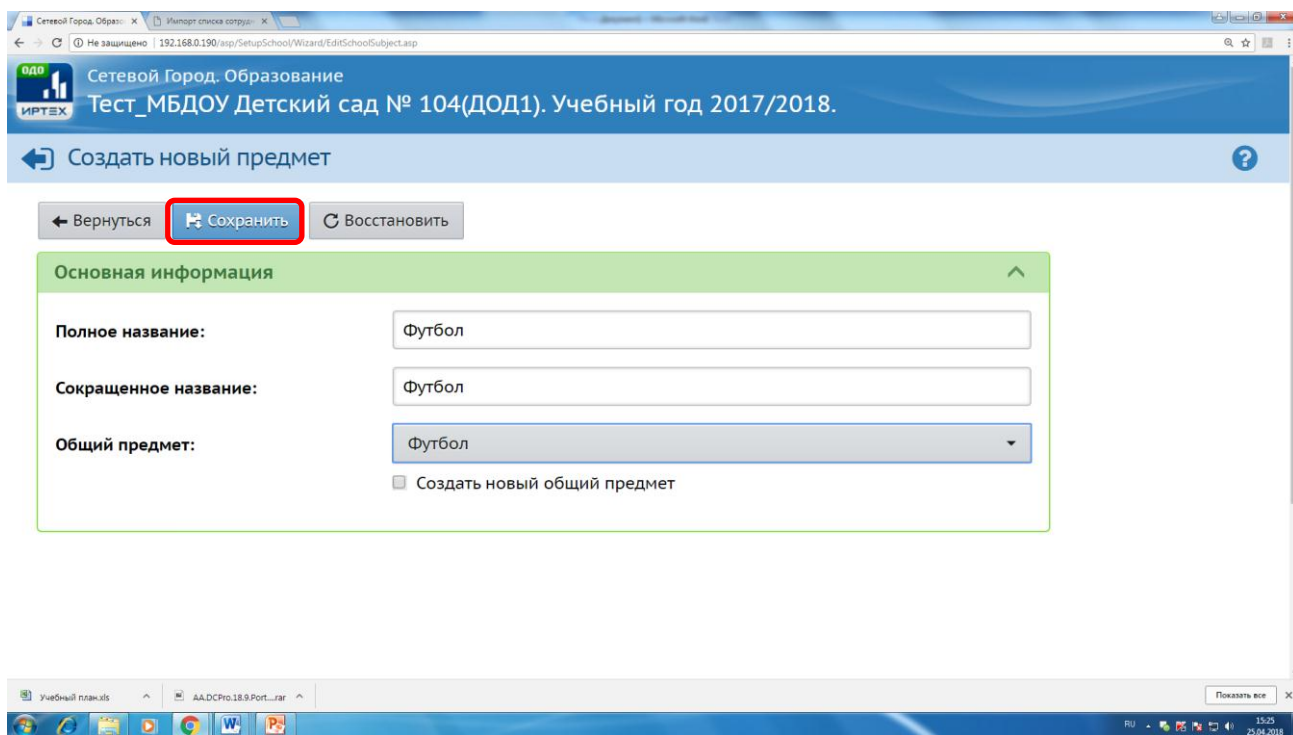 Сетевой Город. Образо
Импорт списка сотруд
Не защищено | 192.168.0.190/asp/SetupSchool/Wizard/EditSchoolSubject.asp
ОДО
ИРТЕХ
Сетевой Город. Образование
Тест_МБДОУ Детский сад № 104(ДОД1). Учебный год 2017/2018.
Создать новый предмет
?
Вернуться
Сохранить
Восстановить
Основная информация
Полное название:
Футбол
Сокращенное название:
Футбол
Общий предмет:
Футбол
Создать новый общий предмет
Учебный план.xls
AA.DCPro.18.9.Port....rar
Показать все
RU
15:25
25.04.2018